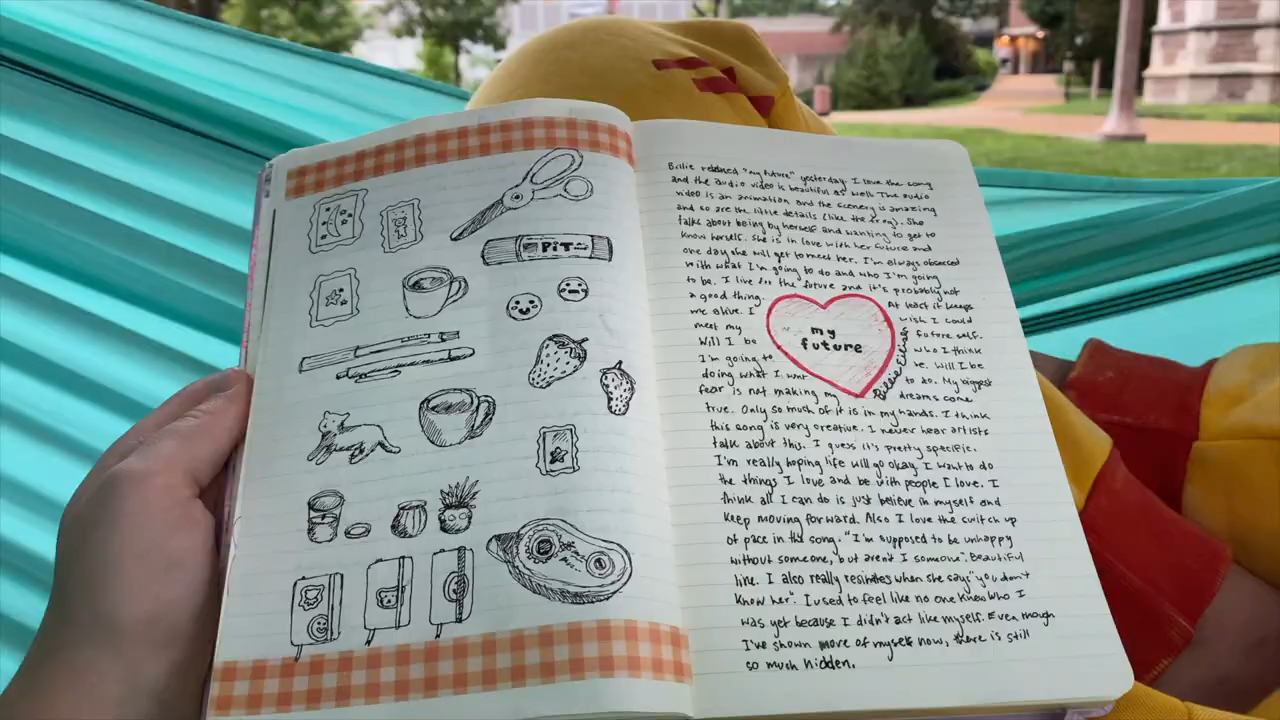 PiT
Billie released "my future" yesterday. I love the song
and the audio video is beautiful as well. The audio
video is an animation and the scenery is amazing
and so are the little details (like the frog). She
talks about being by herself and wanting to get to
know herself. She is in love with her future and
one day she will get to meet her. I'm always obsessed
with what I'm going to do and who I'm going
to be. I live for the future and it's probably not
a good thing. At least it keeps
me alive. I wish I could
meet my future self.
Will I be who I think
I'm going to be. Will I be
doing what I want to do. My biggest
fear is not making my dreams come
my
future
Billie Eilish
true. Only so much of it is in my hands. I think
this song is very creative. I never hear artists
talk about this. I guess it's pretty specific.
I'm really hoping life will go okay. I want to do
the things I love and be with people I love. I
think all I can do is just believe in myself and
keep moving forward. Also I love the switch up
of pace in the song. "I'm supposed to be unhappy
without someone, but aren't I someone". Beautiful
line. I also really resinates when she says "you don't
know her". I used to feel like no one knew who I
was yet because I didn't act like myself. Even though
I've shown more of myself now, there is still
so much hidden.